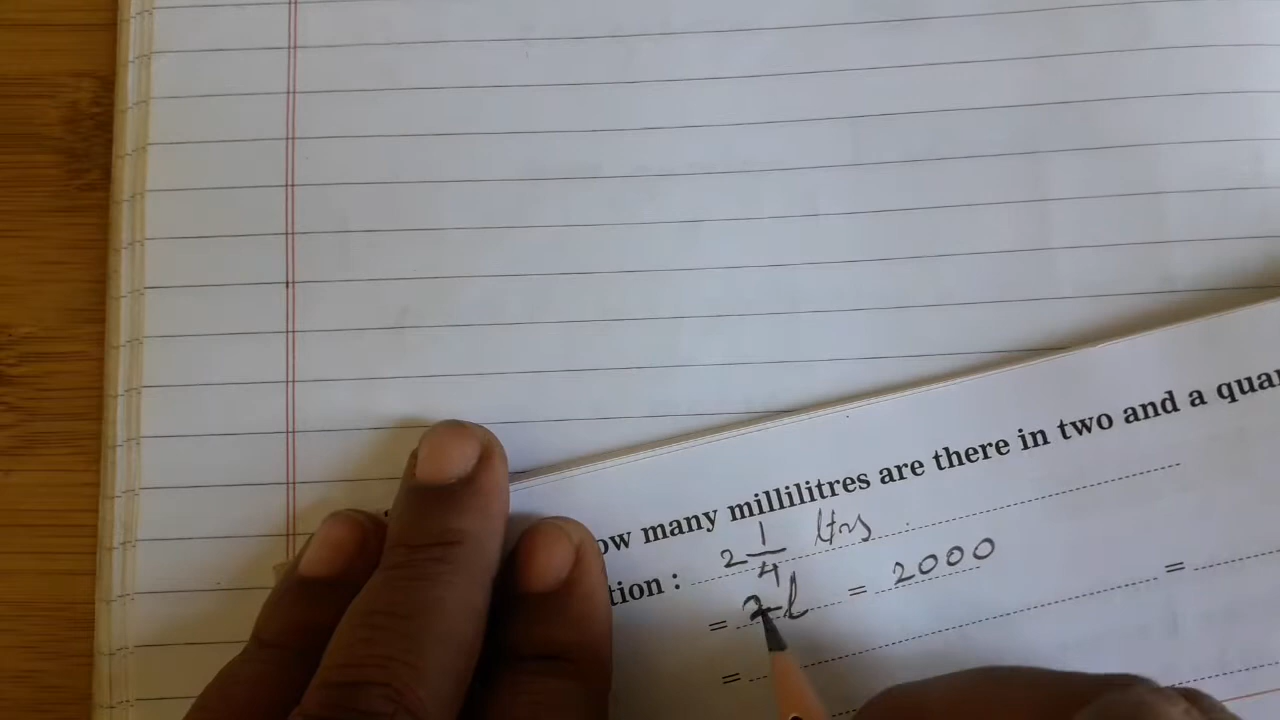 ow many millilitres are there in two and a quar
tion : 2 1/4 ltrs
= 2 l = 2000
= =